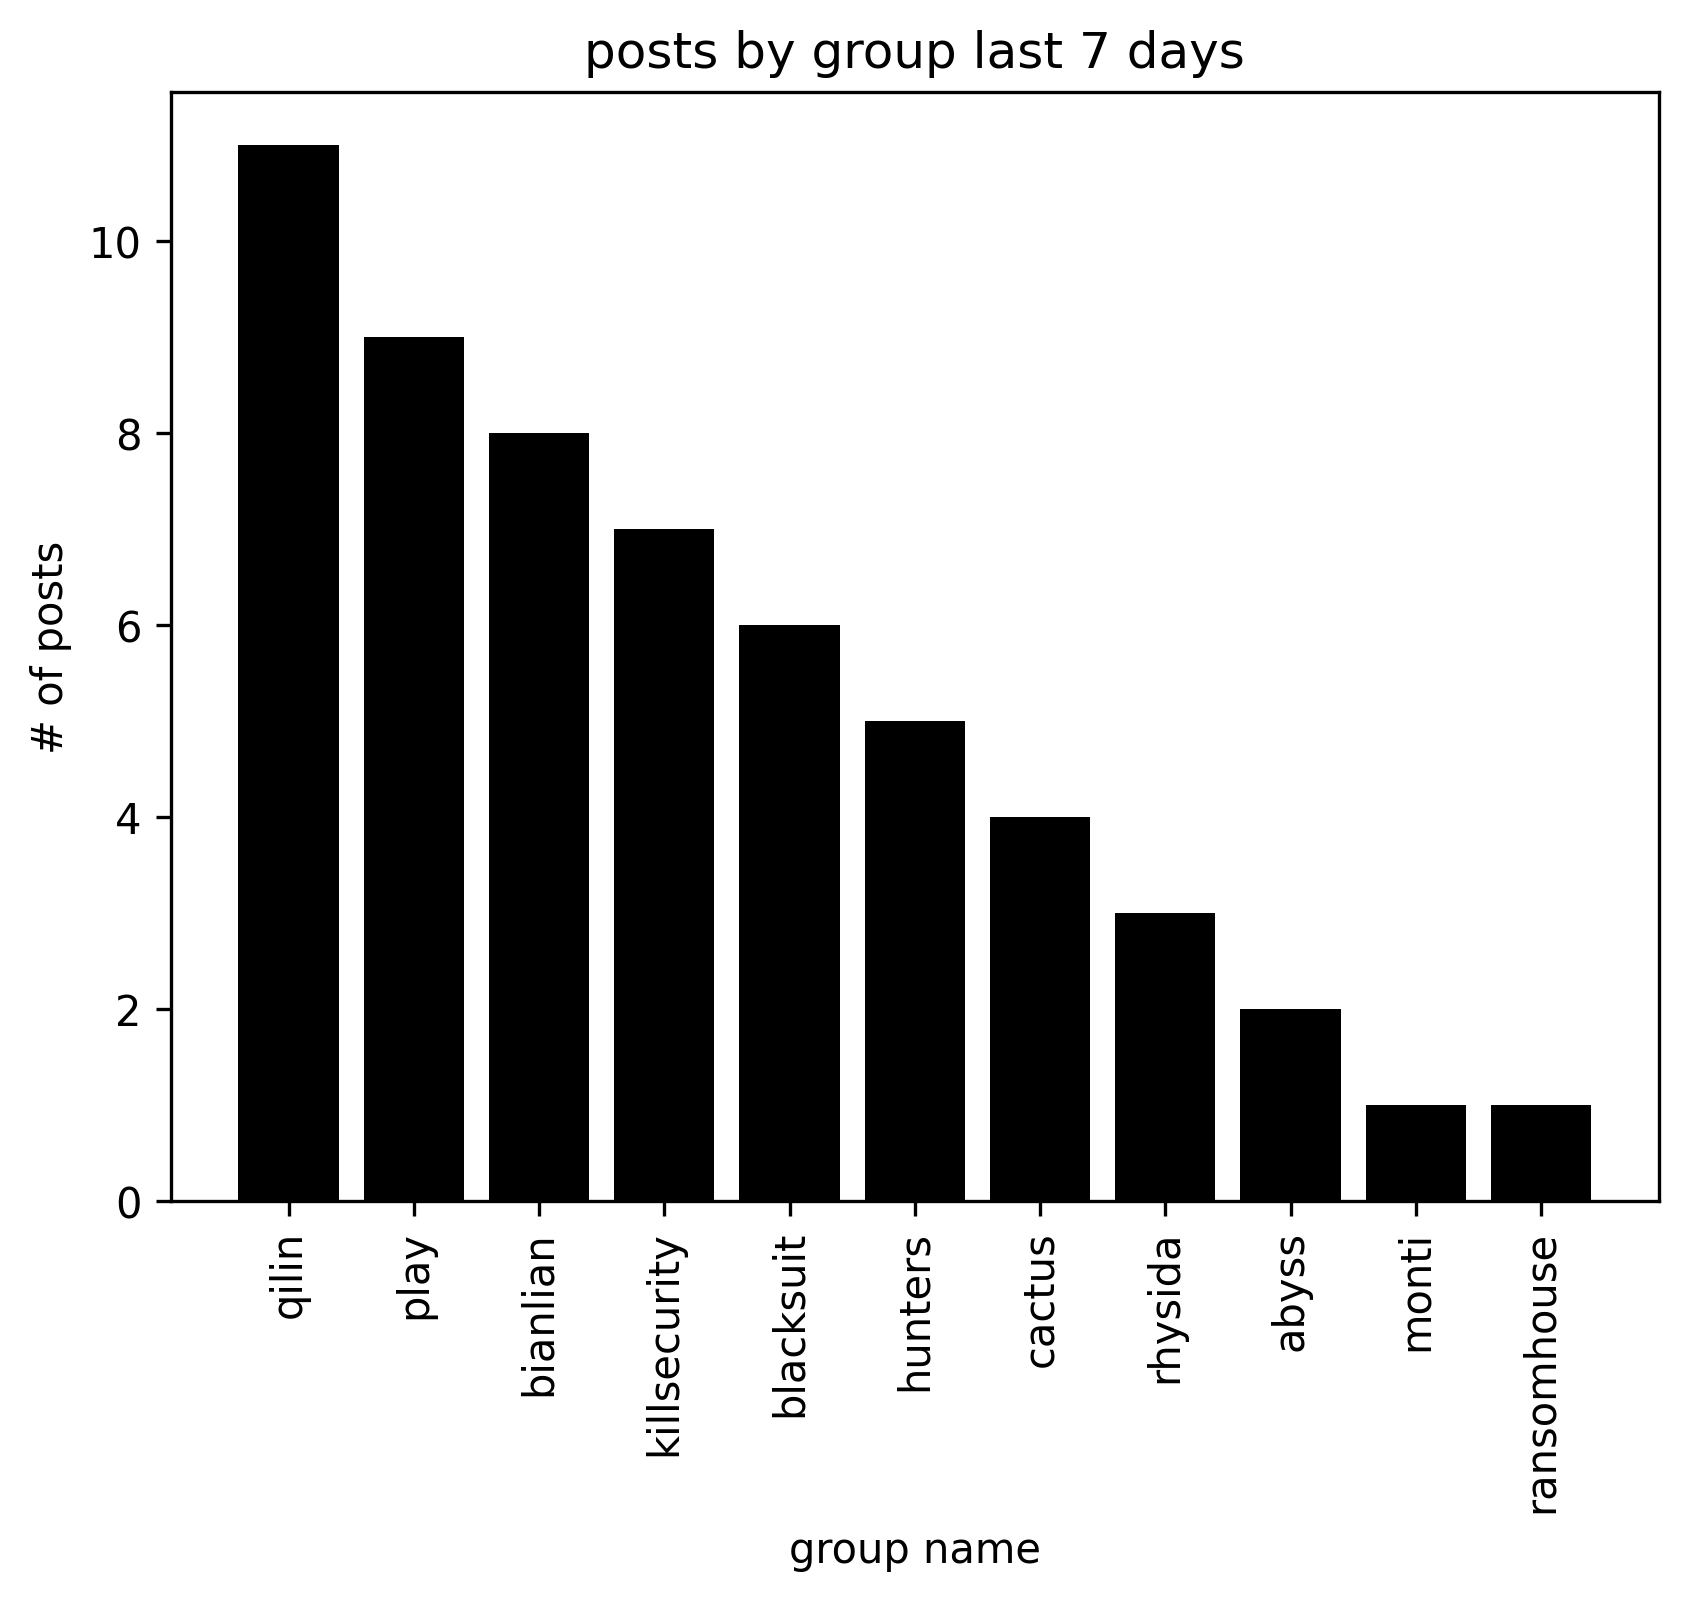 posts by group last 7 days
10
8
6
4
2
0
# of posts
qilin
play
bianlian
killsecurity
blacksuit
hunters
cactus
rhysida
abyss
monti
ransomhouse
group name